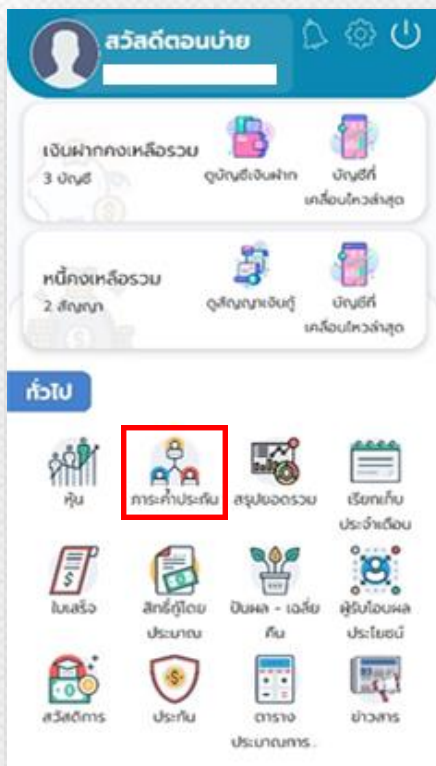 สวัสดีตอนบ่าย
เงินฝากคงเหลือรวม
3 บัญชี
ดูบัญชีเงินฝาก
บัญชีที่
เคลื่อนไหวล่าสุด
หนี้คงเหลือรวม
2 สัญญา
ดูสัญญาเงินกู้
บัญชีที่
เคลื่อนไหวล่าสุด
ทั่วไป
หุ้น
ภาระค้ำประกัน
สรุปยอดรวม
เรียกเก็บ
ประจำเดือน
ใบเสร็จ
สิทธิ์กู้โดย
ประมาณ
ปันผล - เฉลี่ย
คืน
ผู้รับโอนผล
ประโยชน์
สวัสดิการ
ประกัน
ตาราง
ประมาณการ..
ข่าวสาร